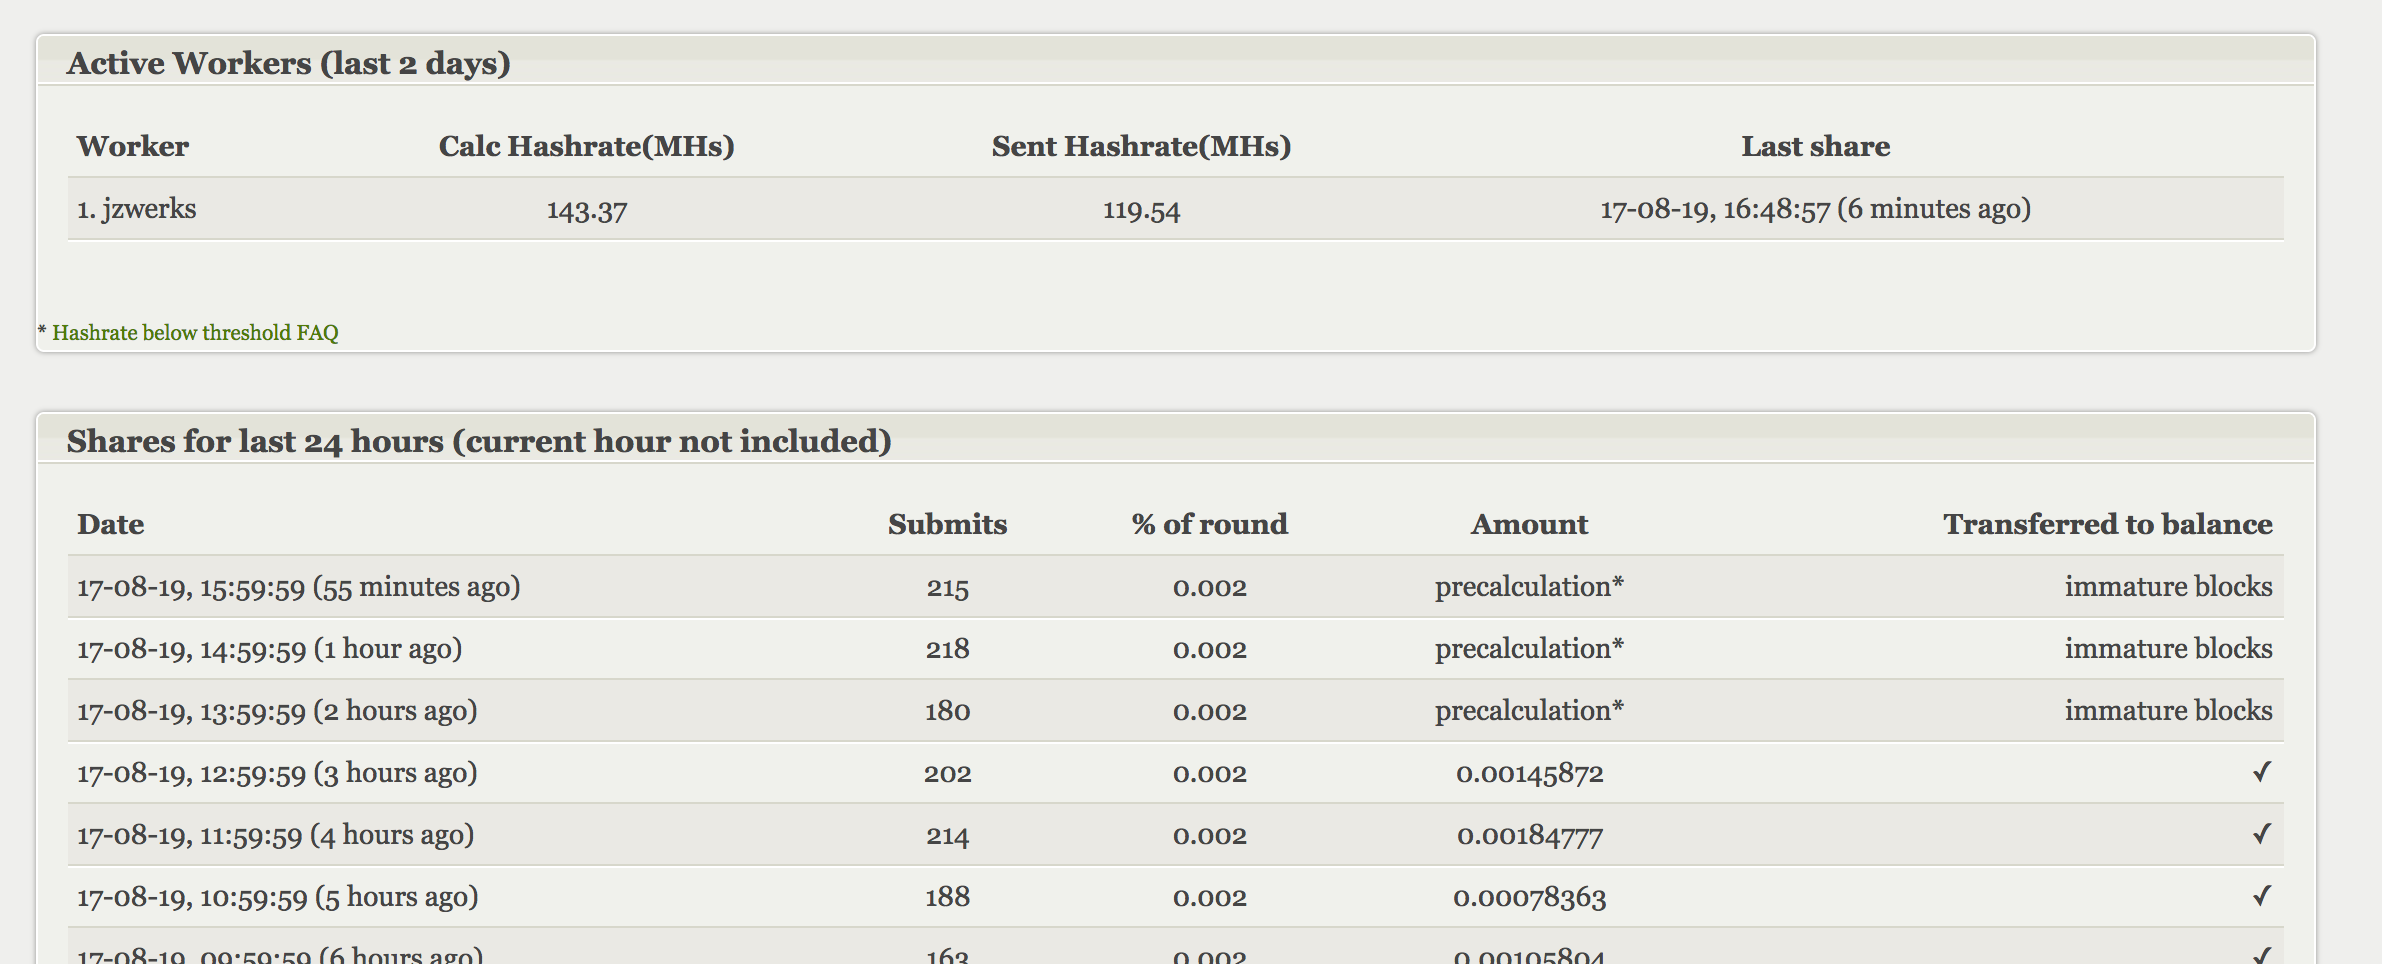 Active Workers (last 2 days)
Worker Calc Hashrate(MHs) Sent Hashrate(MHs) Last share
1. jzwerks 143.37 119.54 17-08-19, 16:48:57 (6 minutes ago)
* Hashrate below threshold FAQ
Shares for last 24 hours (current hour not included)
Date Submits % of round Amount Transferred to balance
17-08-19, 15:59:59 (55 minutes ago) 215 0.002 precalculation* immature blocks
17-08-19, 14:59:59 (1 hour ago) 218 0.002 precalculation* immature blocks
17-08-19, 13:59:59 (2 hours ago) 180 0.002 precalculation* immature blocks
17-08-19, 12:59:59 (3 hours ago) 202 0.002 0.00145872 ✓
17-08-19, 11:59:59 (4 hours ago) 214 0.002 0.00184777 ✓
17-08-19, 10:59:59 (5 hours ago) 188 0.002 0.00078363 ✓
17-08-19, 09:59:59 (6 hours ago) 163 0.002 0.00105804 ✓